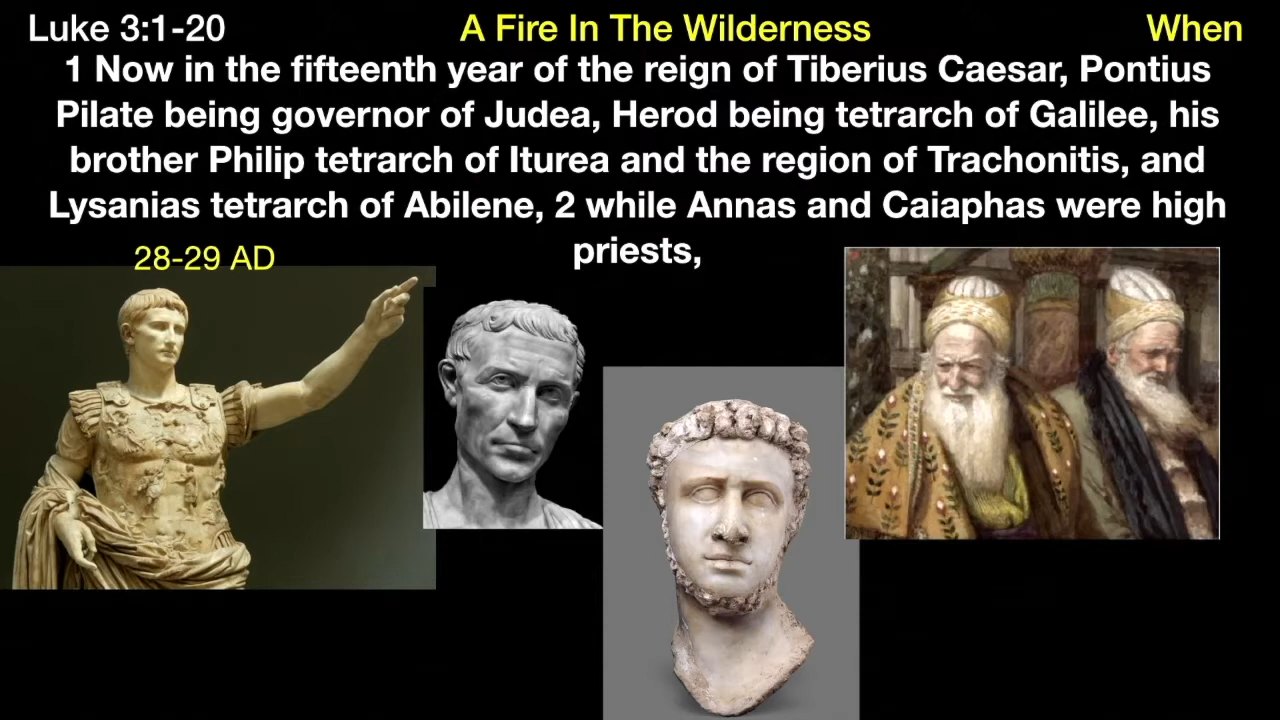 Luke 3:1-20 A Fire In The Wilderness When
1 Now in the fifteenth year of the reign of Tiberius Caesar, Pontius
Pilate being governor of Judea, Herod being tetrarch of Galilee, his
brother Philip tetrarch of Iturea and the region of Trachonitis, and
Lysanias tetrarch of Abilene, 2 while Annas and Caiaphas were high
priests,
28-29 AD